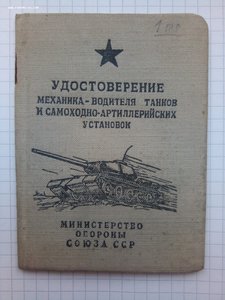 УДОСТОВЕРЕНИЕ
МЕХАНИКА-ВОДИТЕЛЯ ТАНКОВ
И САМОХОДНО-АРТИЛЛЕРИЙСКИХ
УСТАНОВОК
МИНИСТЕРСТВО
ОБОРОНЫ
СОЮЗА ССР